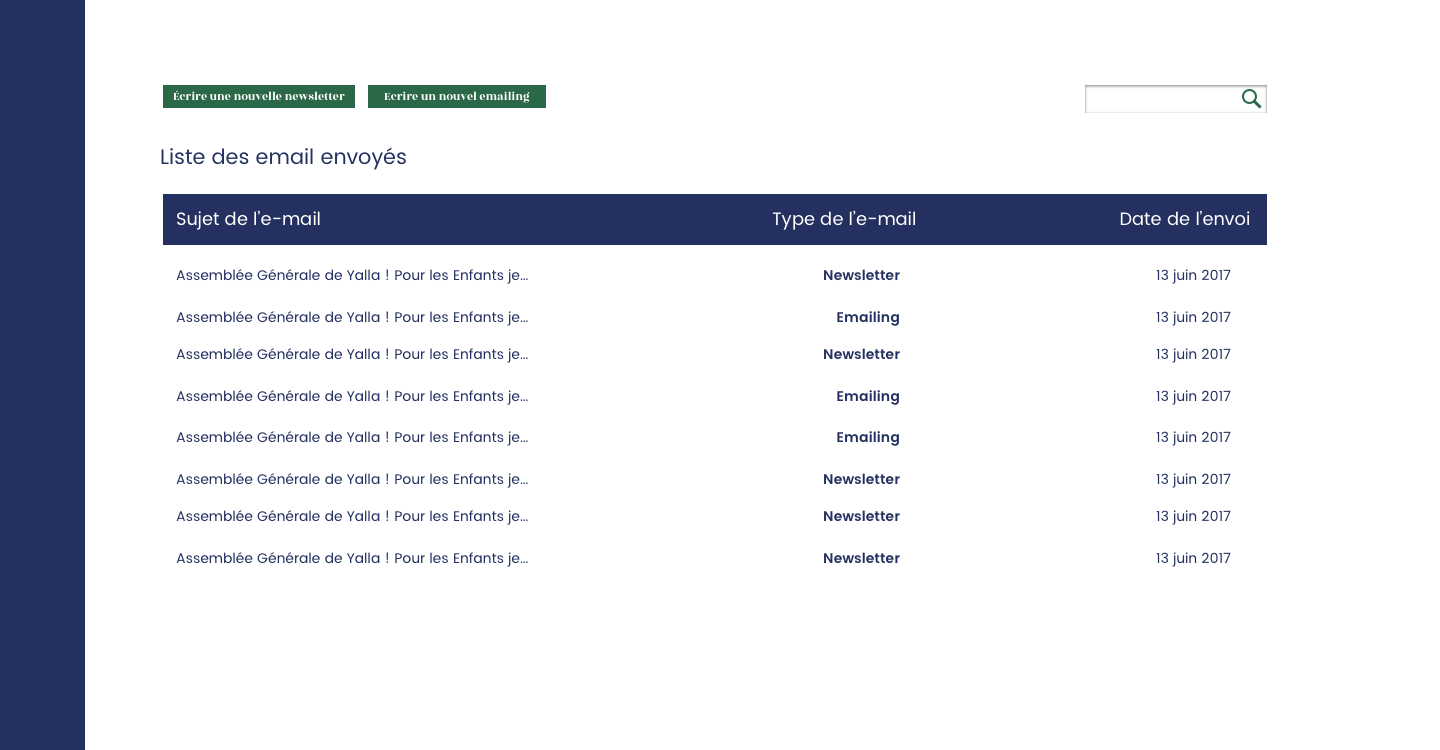 Écrire une nouvelle newsletter Ecrire un nouvel emailing
Liste des email envoyés
Sujet de l'e-mail Type de l'e-mail Date de l'envoi
Assemblée Générale de Yalla ! Pour les Enfants je... Newsletter 13 juin 2017
Assemblée Générale de Yalla ! Pour les Enfants je... Emailing 13 juin 2017
Assemblée Générale de Yalla ! Pour les Enfants je... Newsletter 13 juin 2017
Assemblée Générale de Yalla ! Pour les Enfants je... Emailing 13 juin 2017
Assemblée Générale de Yalla ! Pour les Enfants je... Emailing 13 juin 2017
Assemblée Générale de Yalla ! Pour les Enfants je... Newsletter 13 juin 2017
Assemblée Générale de Yalla ! Pour les Enfants je... Newsletter 13 juin 2017
Assemblée Générale de Yalla ! Pour les Enfants je... Newsletter 13 juin 2017